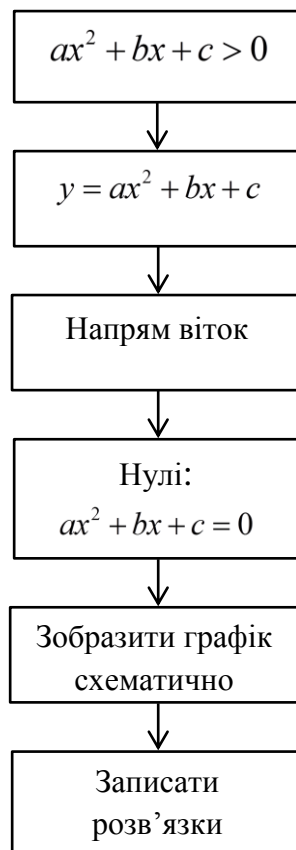 ax² + bx + c > 0
y = ax² + bx + c
Напрям віток
Нулі:
ax² + bx + c = 0
Зобразити графік
схематично
Записати
розв’язки